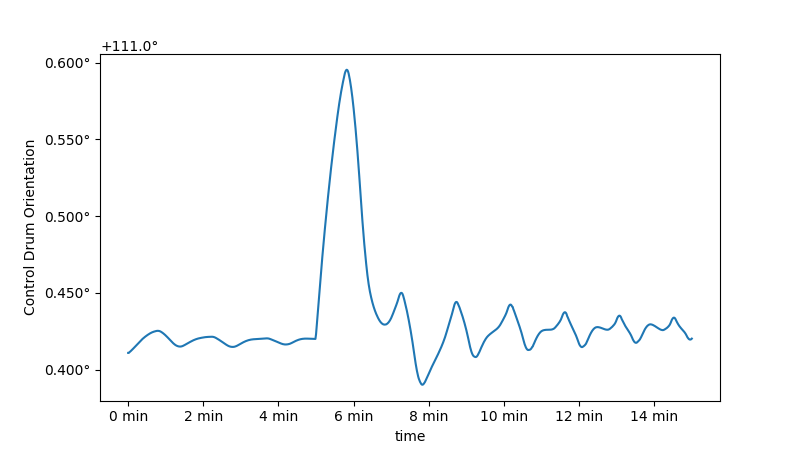 +111.0°
0.600°
0.550°
0.500°
0.450°
0.400°
Control Drum Orientation
0 min 2 min 4 min 6 min 8 min 10 min 12 min 14 min
time